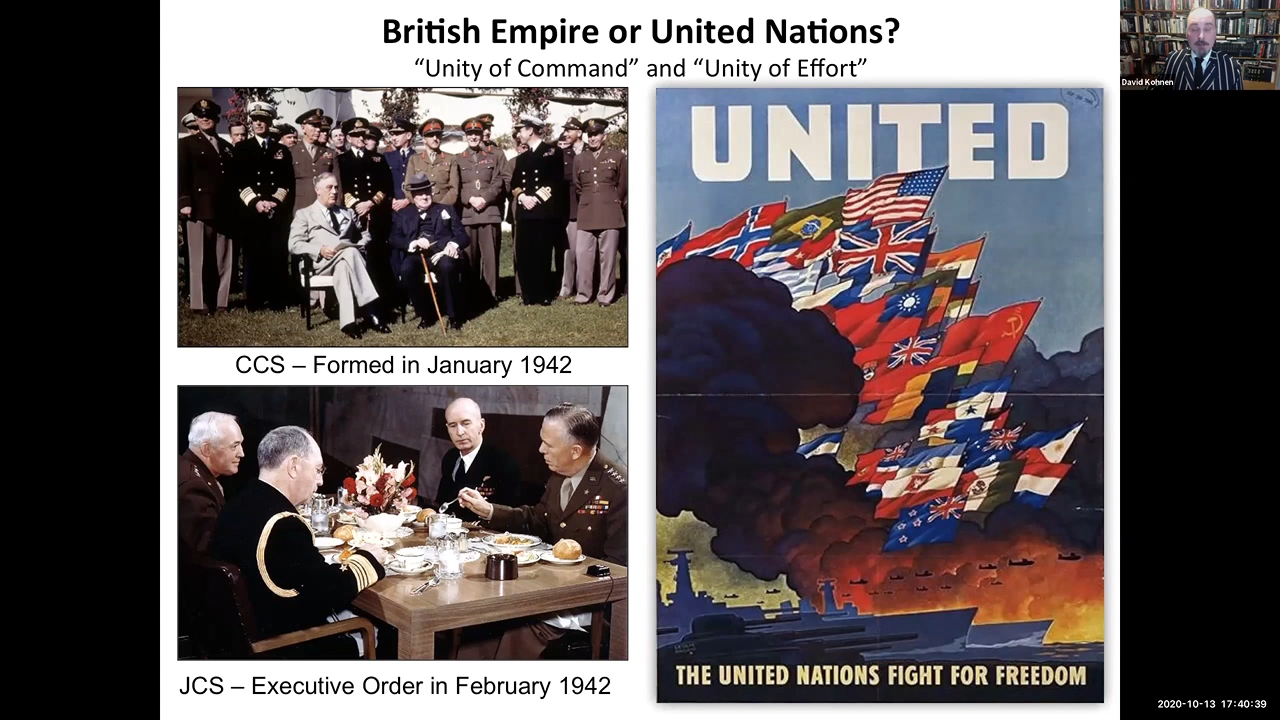 British Empire or United Nations?
“Unity of Command” and “Unity of Effort”
David Kohnen
UNITED
CCS – Formed in January 1942
THE UNITED NATIONS FIGHT FOR FREEDOM
JCS – Executive Order in February 1942
2020-10-13 17:40:39